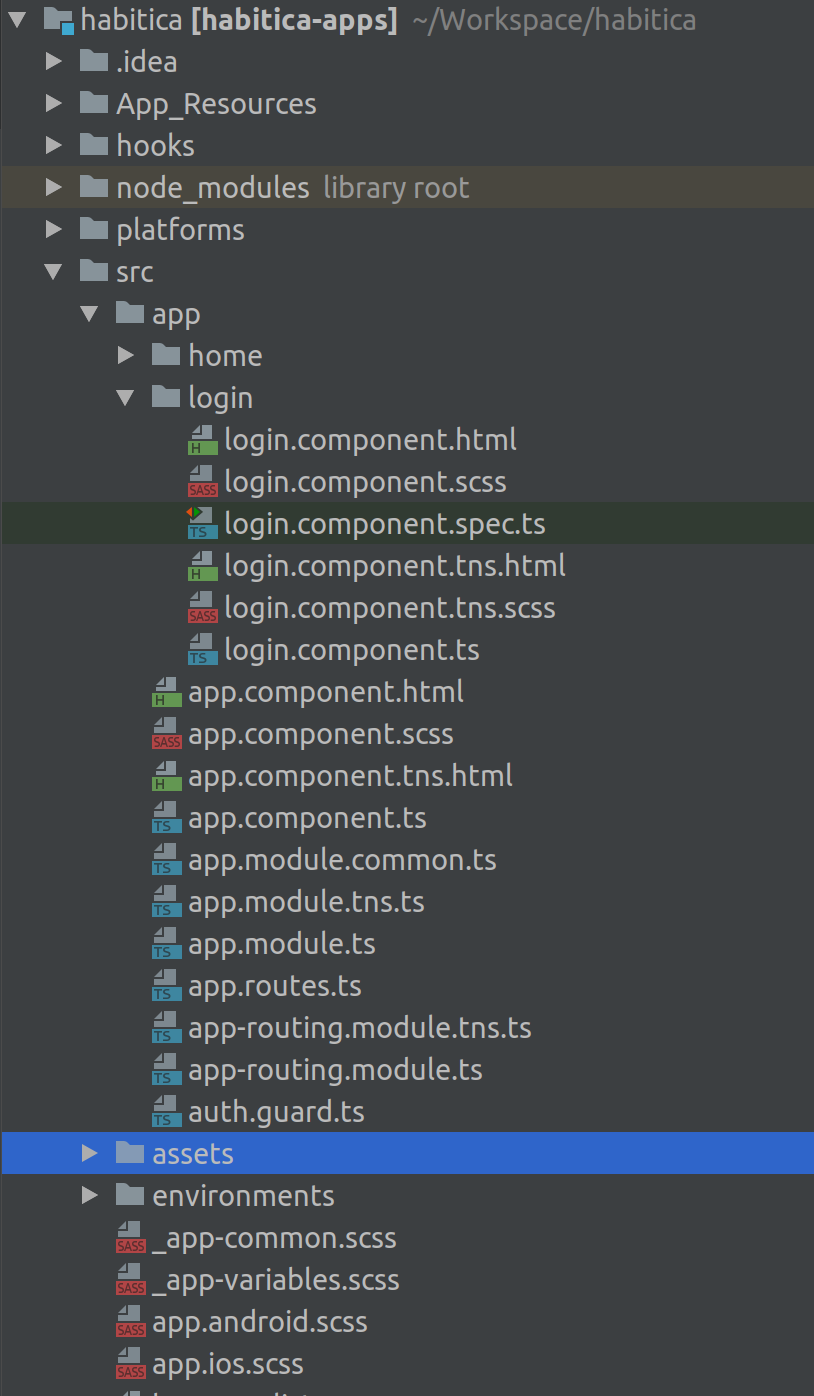 habitica [habitica-apps] ~/Workspace/habitica
.idea
App_Resources
hooks
node_modules library root
platforms
src
app
home
login
H login.component.html
SASS login.component.scss
TS login.component.spec.ts
H login.component.tns.html
SASS login.component.tns.scss
TS login.component.ts
H app.component.html
SASS app.component.scss
H app.component.tns.html
TS app.component.ts
TS app.module.common.ts
TS app.module.tns.ts
TS app.module.ts
TS app.routes.ts
TS app-routing.module.tns.ts
TS app-routing.module.ts
TS auth.guard.ts
assets
environments
SASS _app-common.scss
SASS _app-variables.scss
SASS app.android.scss
SASS app.ios.scss